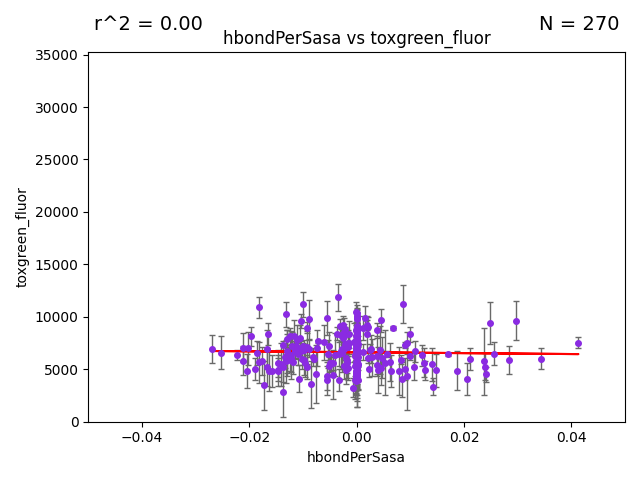 r^2 = 0.00
N = 270
hbondPerSasa vs toxgreen_fluor
35000
30000
25000
20000
15000
10000
5000
0
toxgreen_fluor
−0.04
−0.02
0.00
0.02
0.04
hbondPerSasa